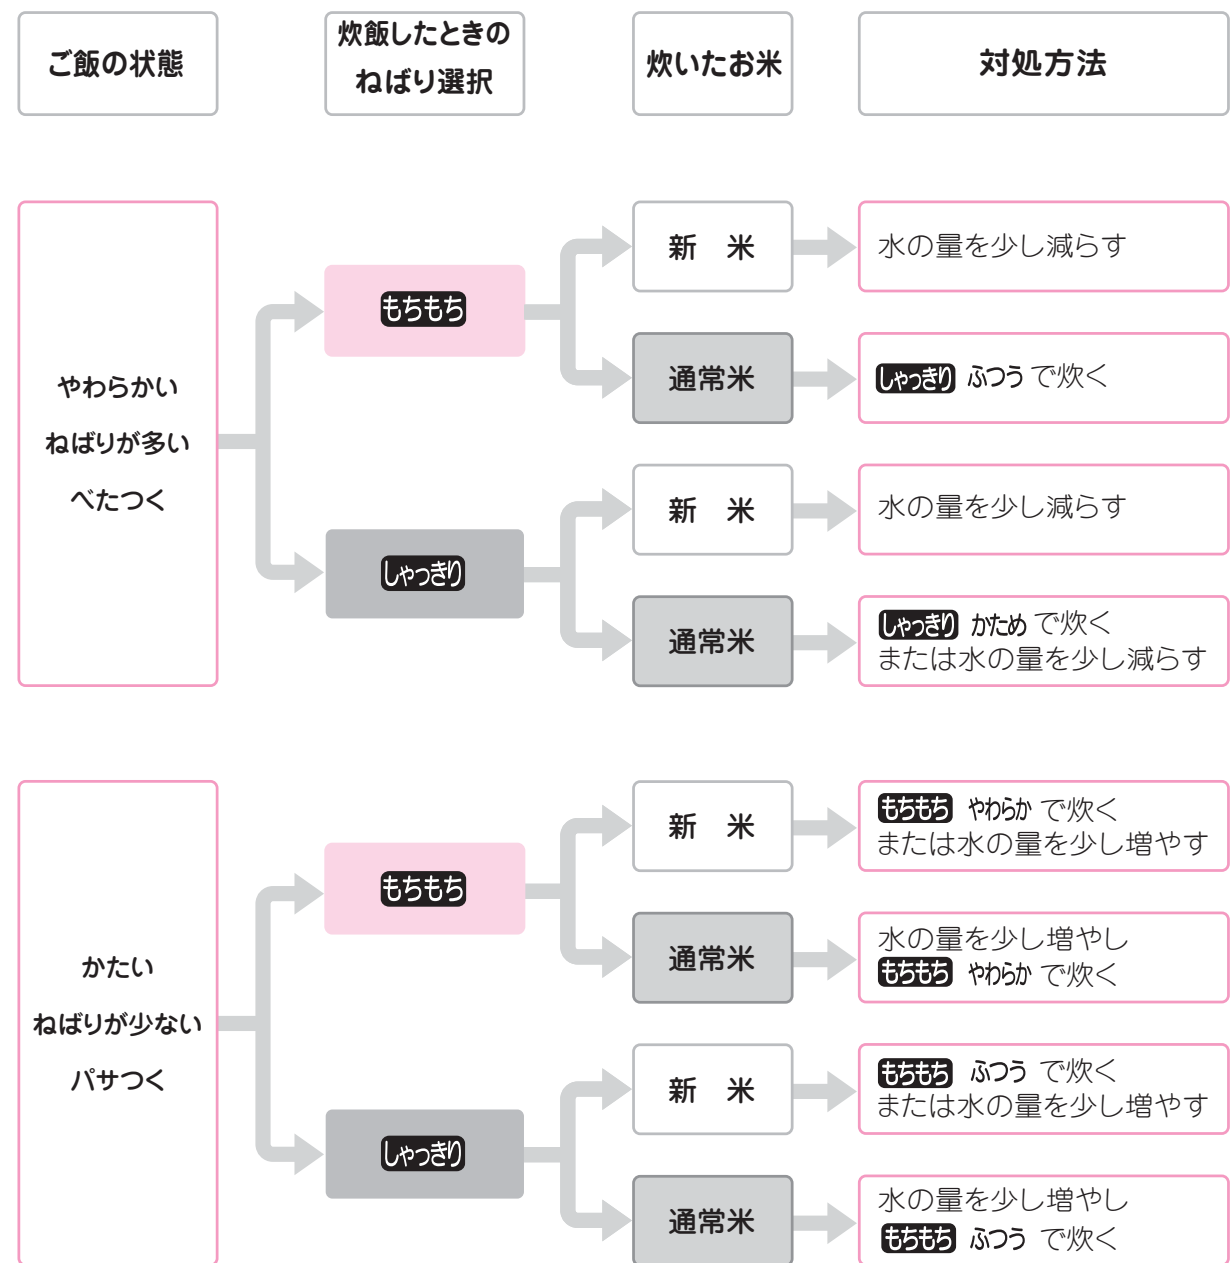 ご飯の状態
炊飯したときの
ねばり選択
炊いたお米
対処方法
やわらかい
ねばりが多い
べたつく
もちもち
新 米
水の量を少し減らす
通常米
しゃっきり ふつう で炊く
しゃっきり
新 米
水の量を少し減らす
通常米
しゃっきり かため で炊く
または水の量を少し減らす
かたい
ねばりが少ない
パサつく
もちもち
新 米
もちもち やわらか で炊く
または水の量を少し増やす
通常米
水の量を少し増やし
もちもち やわらか で炊く
しゃっきり
新 米
もちもち ふつう で炊く
または水の量を少し増やす
通常米
水の量を少し増やし
もちもち ふつう で炊く